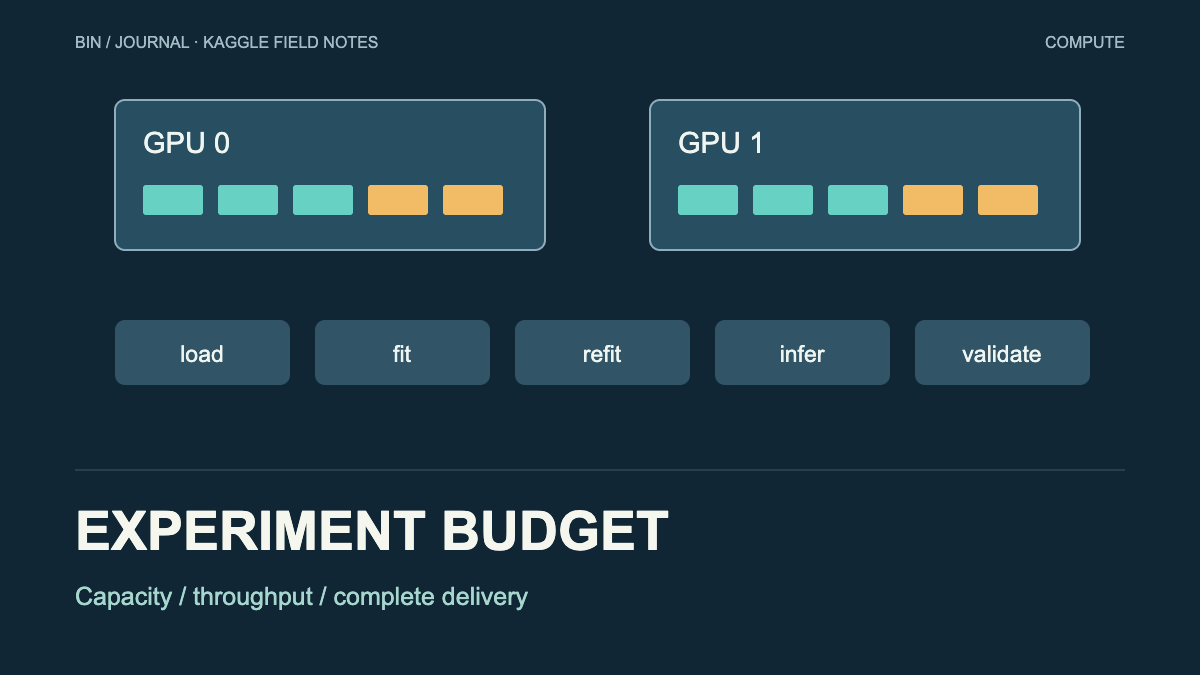 BIN / JOURNAL · KAGGLE FIELD NOTES
COMPUTE
GPU 0
GPU 1
load
fit
refit
infer
validate
EXPERIMENT BUDGET
Capacity / throughput / complete delivery